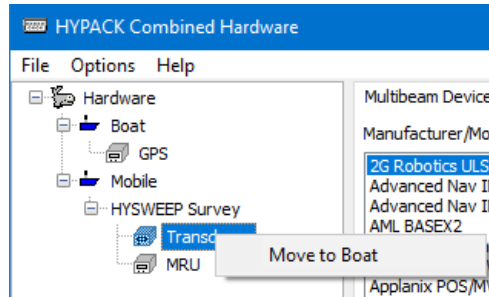 HYPACK Combined Hardware
File Options Help
Hardware
Boat
GPS
Mobile
HYSWEEP Survey
MRU
Move to Boat
Multibeam Device
2G Robotics ULS
Advanced Nav
Advanced Nav
AML BASEX2
Applanix